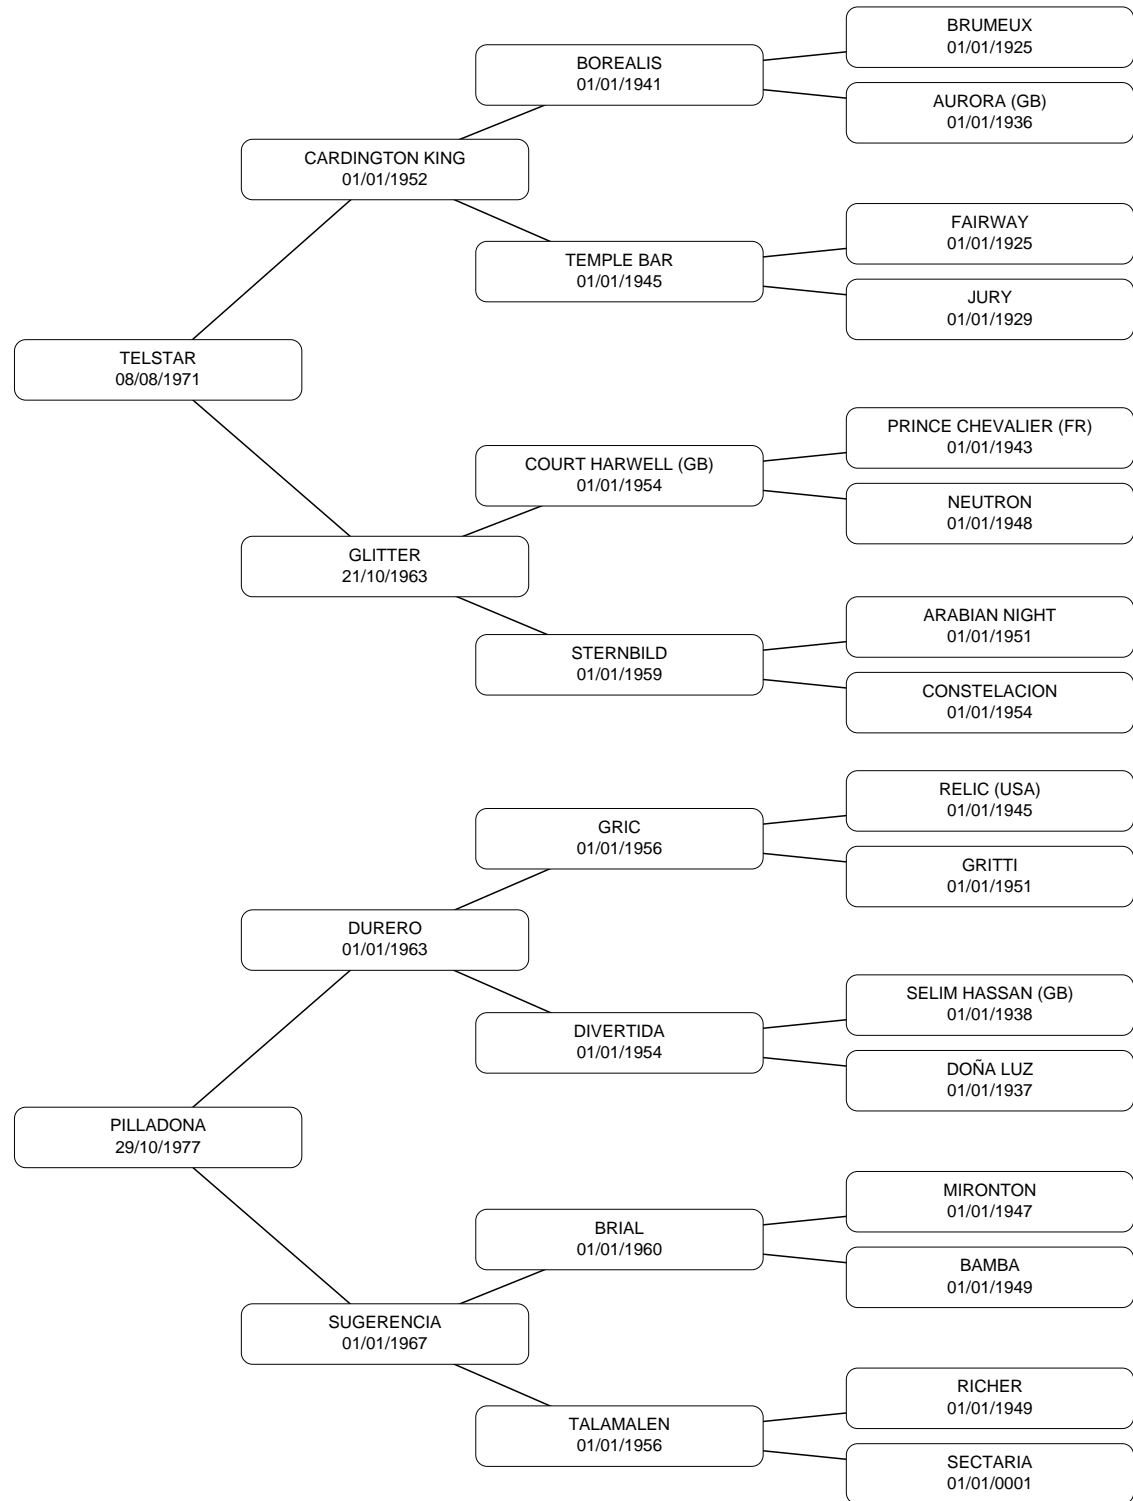 BRUMEUX
01/01/1925
BOREALIS
01/01/1941
AURORA (GB)
01/01/1936
CARDINGTON KING
01/01/1952
FAIRWAY
01/01/1925
TEMPLE BAR
01/01/1945
JURY
01/01/1929
TELSTAR
08/08/1971
PRINCE CHEVALIER (FR)
01/01/1943
COURT HARWELL (GB)
01/01/1954
NEUTRON
01/01/1948
GLITTER
21/10/1963
ARABIAN NIGHT
01/01/1951
STERNBILD
01/01/1959
CONSTELACION
01/01/1954
RELIC (USA)
01/01/1945
GRIC
01/01/1956
GRITTI
01/01/1951
DURERO
01/01/1963
SELIM HASSAN (GB)
01/01/1938
DIVERTIDA
01/01/1954
DOÑA LUZ
01/01/1937
PILLADONA
29/10/1977
MIRONTON
01/01/1947
BRIAL
01/01/1960
BAMBA
01/01/1949
SUGERENCIA
01/01/1967
RICHER
01/01/1949
TALAMALEN
01/01/1956
SECTARIA
01/01/0001